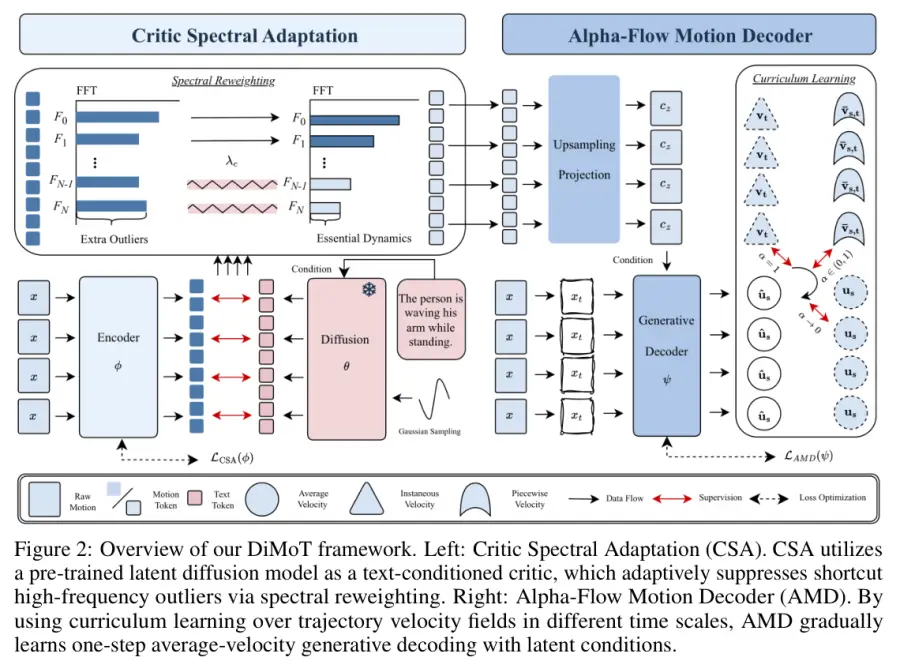 Critic Spectral Adaptation
Alpha-Flow Motion Decoder
Spectral Reweighting
FFT
FFT
F0
F1
FN-1
FN
λc
F0
F1
FN-1
FN
Extra Outliers
Essential Dynamics
Upsampling
Projection
cz
cz
cz
cz
Curriculum Learning
vt
vt
vt
vt
v̄s,t
v̄s,t
v̄s,t
v̄s,t
α = 1
α ∈ (0, 1)
α → 0
Condition
Condition
x
x
x
x
Encoder
ϕ
Diffusion
θ
The person is
waving his
arm while
standing.
Gaussian Sampling
x
x
x
x
xt
xt
xt
xt
Generative
Decoder
ψ
ûs
ûs
ûs
ûs
us
us
us
us
ℒCSA(ϕ)
ℒAMD(ψ)
Raw
Motion
Motion
Token
Text
Token
Average
Velocity
Instaneous
Velocity
Piecewise
Velocity
Data Flow
Supervision
Loss Optimization
Figure 2: Overview of our DiMoT framework. Left: Critic Spectral Adaptation (CSA). CSA utilizes
a pre-trained latent diffusion model as a text-conditioned critic, which adaptively suppresses shortcut
high-frequency outliers via spectral reweighting. Right: Alpha-Flow Motion Decoder (AMD). By
using curriculum learning over trajectory velocity fields in different time scales, AMD gradually
learns one-step average-velocity generative decoding with latent conditions.